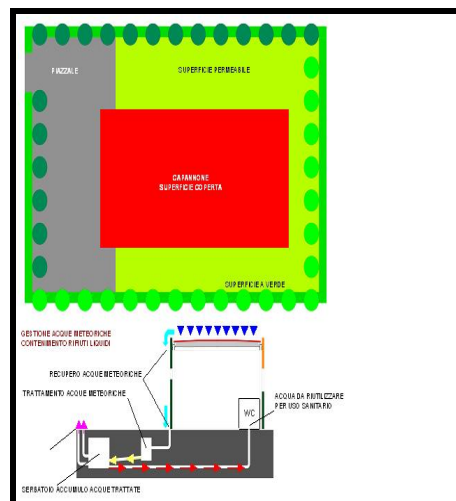 PIAZZALE
SUPERFICIE PERMEABILE
CAPANNONE
SUPERFICIE COPERTA
SUPERFICIE A VERDE
GESTIONE ACQUE METEORICHE
CONTENIMENTO RIFIUTI LIQUIDI
RECUPERO ACQUE METEORICHE
TRATTAMENTO ACQUE METEORICHE
ACQUA DA RIUTILIZZARE
PER USO SANITARIO
WC
SERBATOIO ACCUMULO ACQUE TRATTATE